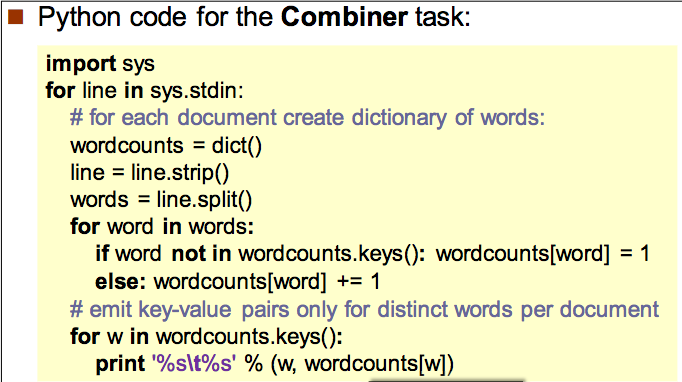 Python code for the Combiner task:
import sys
for line in sys.stdin:
# for each document create dictionary of words:
wordcounts = dict()
line = line.strip()
words = line.split()
for word in words:
if word not in wordcounts.keys(): wordcounts[word] = 1
else: wordcounts[word] += 1
# emit key-value pairs only for distinct words per document
for w in wordcounts.keys():
print '%s\t%s' % (w, wordcounts[w])